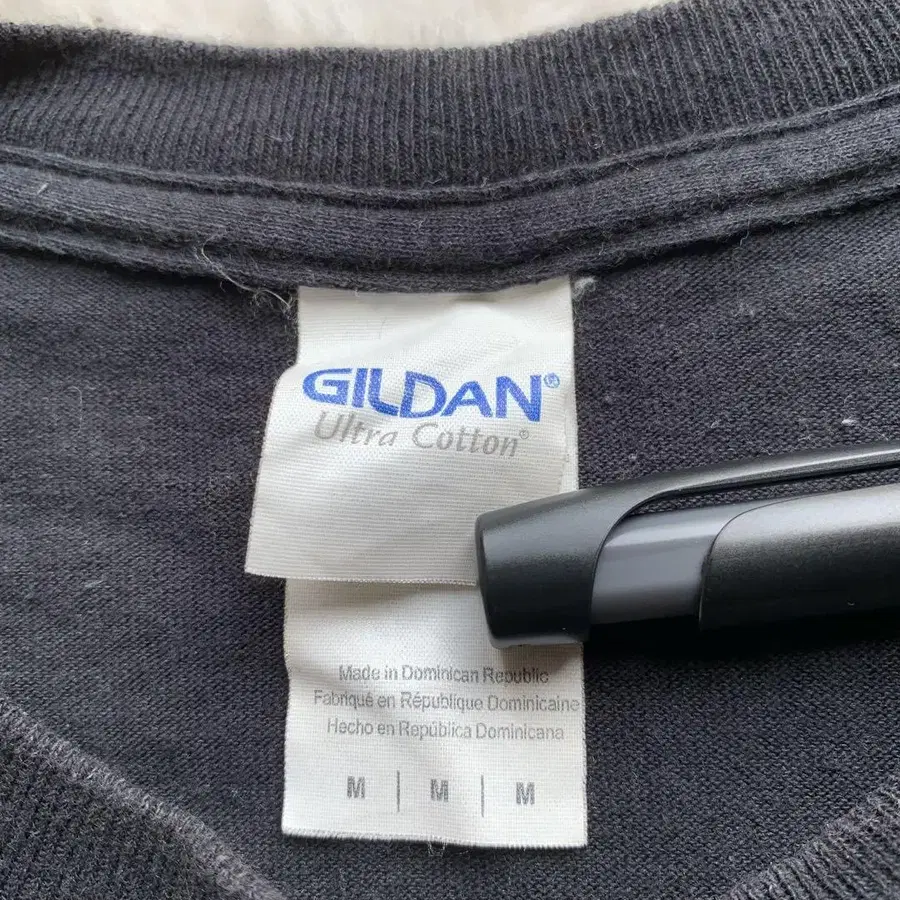 GILDAN®
Ultra Cotton®
Made in Dominican Republic
Fabriqué en République Dominicaine
Hecho en República Dominicana
M | M | M